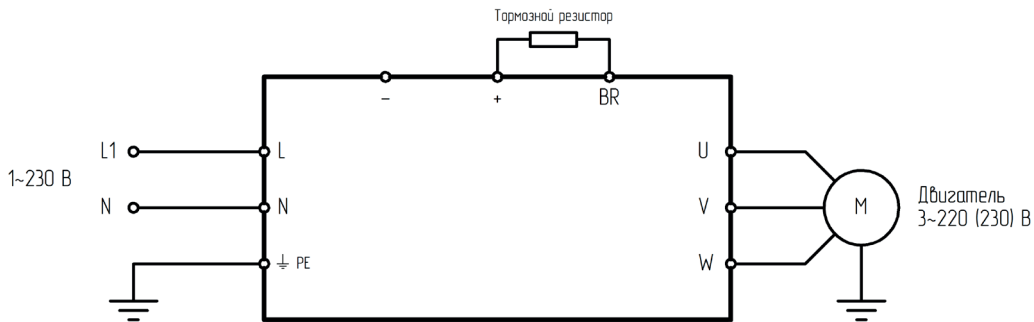 Тормозной резистор
- + BR
L1 L U
1~230 В
N N V M Двигатель
3~220 (230) В
⏚ PE W